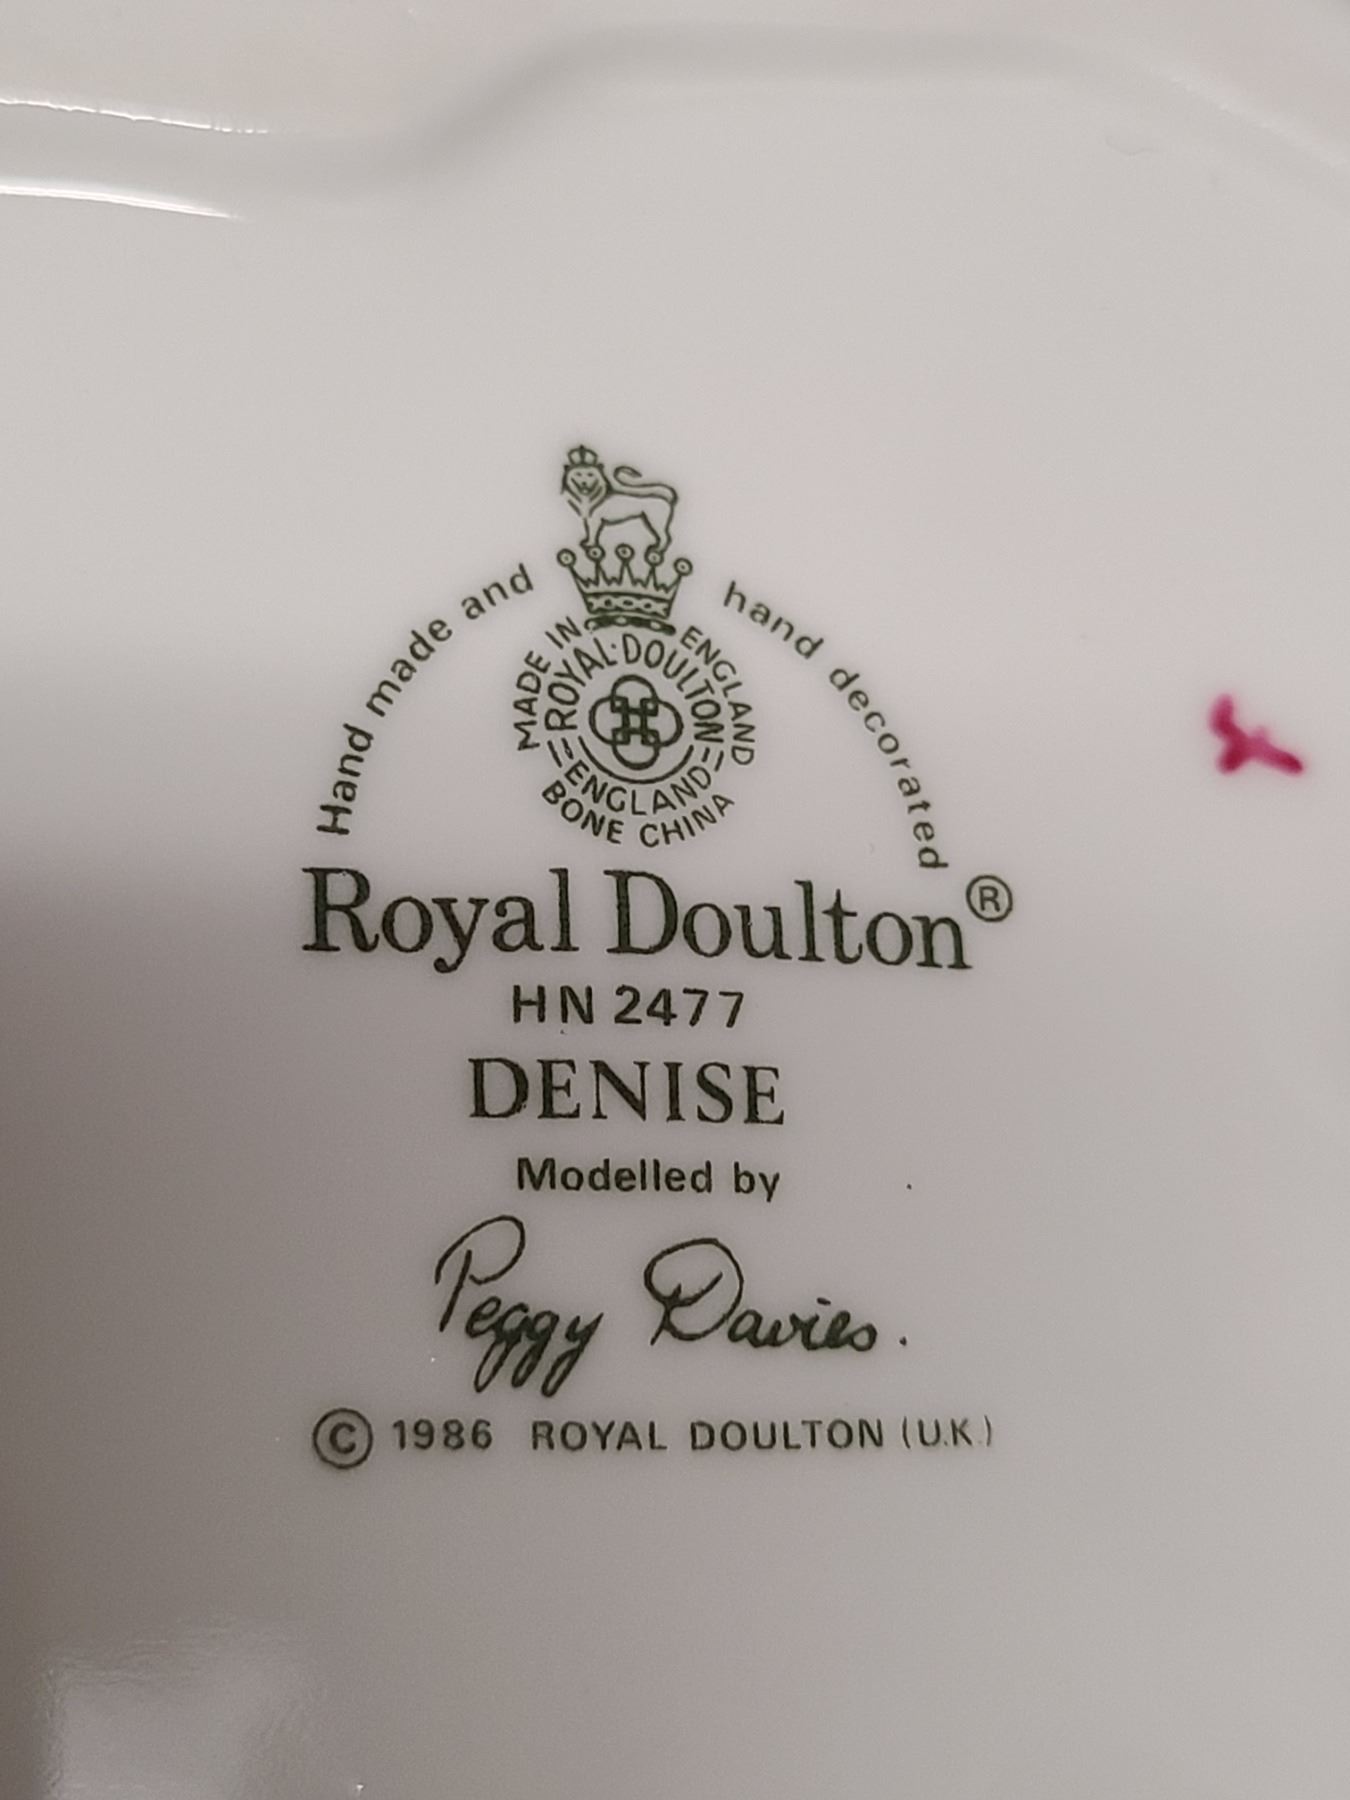 Hand made and hand decorated
MADE IN ENGLAND
ROYAL·DOULTON
ENGLAND
BONE CHINA
Royal Doulton®
HN 2477
DENISE
Modelled by
Peggy Davies.
© 1986 ROYAL DOULTON (U.K.)